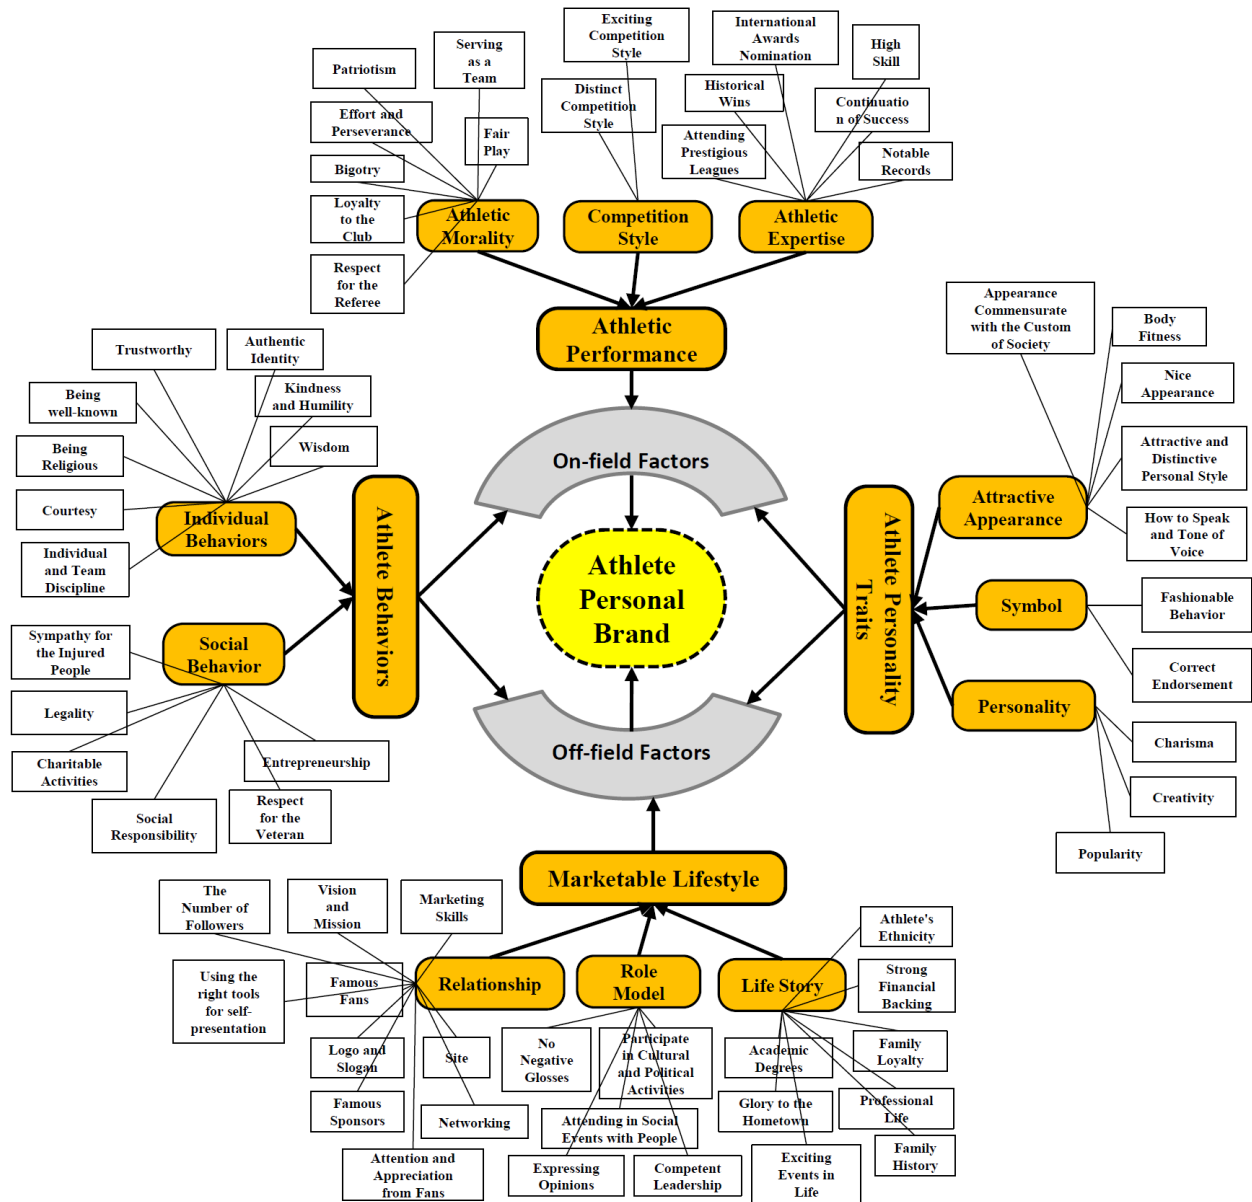 Exciting
Competition
Style
International
Awards
Nomination
High
Skill
Serving
as a
Team
Patriotism
Distinct
Competition
Style
Historical
Wins
Continuatio
n of Success
Effort and
Perseverance
Fair
Play
Attending
Prestigious
Leagues
Notable
Records
Bigotry
Loyalty
to the
Club
Athletic
Morality
Competition
Style
Athletic
Expertise
Respect
for the
Referee
Athletic
Performance
Appearance
Commensurate
with the Custom
of Society
Body
Fitness
Trustworthy
Authentic
Identity
Nice
Appearance
Being
well-known
Kindness
and Humility
Being
Religious
Wisdom
On-field Factors
Attractive and
Distinctive
Personal Style
Courtesy
Individual
Behaviors
Attractive
Appearance
How to Speak
and Tone of
Voice
Individual
and Team
Discipline
Athlete Behaviors
Athlete
Personal
Brand
Athlete Personality
Traits
Symbol
Fashionable
Behavior
Sympathy for
the Injured
People
Social
Behavior
Correct
Endorsement
Legality
Personality
Off-field Factors
Charisma
Charitable
Activities
Entrepreneurship
Creativity
Social
Responsibility
Respect
for the
Veteran
Popularity
Marketable Lifestyle
The
Number of
Followers
Vision
and
Mission
Marketing
Skills
Athlete's
Ethnicity
Using the
right tools
for self-
presentation
Famous
Fans
Relationship
Role
Model
Life Story
Strong
Financial
Backing
Logo and
Slogan
Site
No
Negative
Glosses
Participate
in Cultural
and Political
Activities
Academic
Degrees
Family
Loyalty
Famous
Sponsors
Networking
Attending in Social
Events with People
Glory to the
Hometown
Professional
Life
Attention and
Appreciation
from Fans
Expressing
Opinions
Competent
Leadership
Exciting
Events in
Life
Family
History